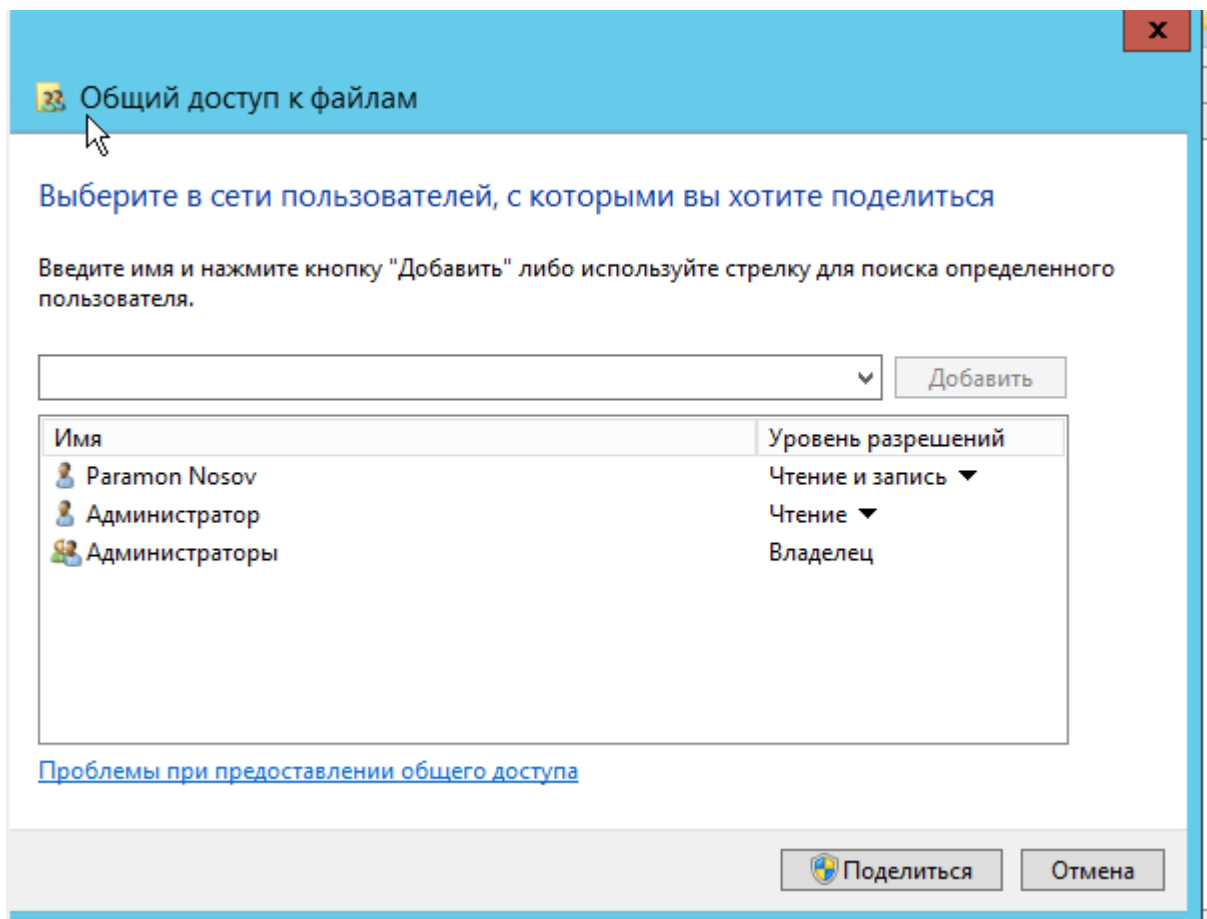 x
Общий доступ к файлам
Выберите в сети пользователей, с которыми вы хотите поделиться
Введите имя и нажмите кнопку "Добавить" либо используйте стрелку для поиска определенного
пользователя.
Добавить
Имя Уровень разрешений
Paramon Nosov Чтение и запись
Администратор Чтение
Администраторы Владелец
Проблемы при предоставлении общего доступа
Поделиться Отмена